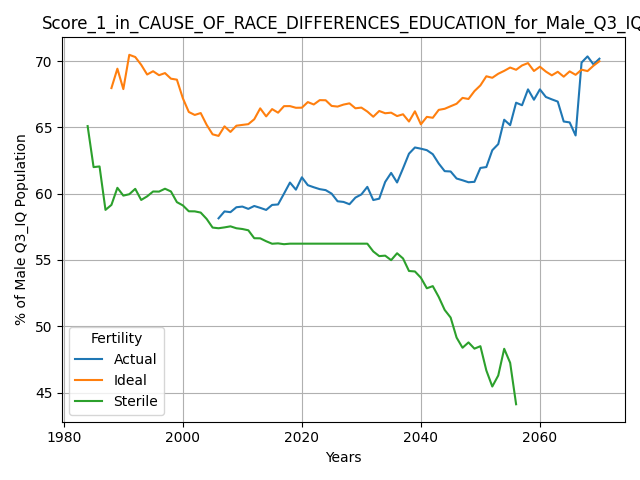 Score_1_in_CAUSE_OF_RACE_DIFFERENCES_EDUCATION_for_Male_Q3_IQ
% of Male Q3_IQ Population
70
65
60
55
50
45
Fertility
Actual
Ideal
Sterile
1980 2000 2020 2040 2060
Years